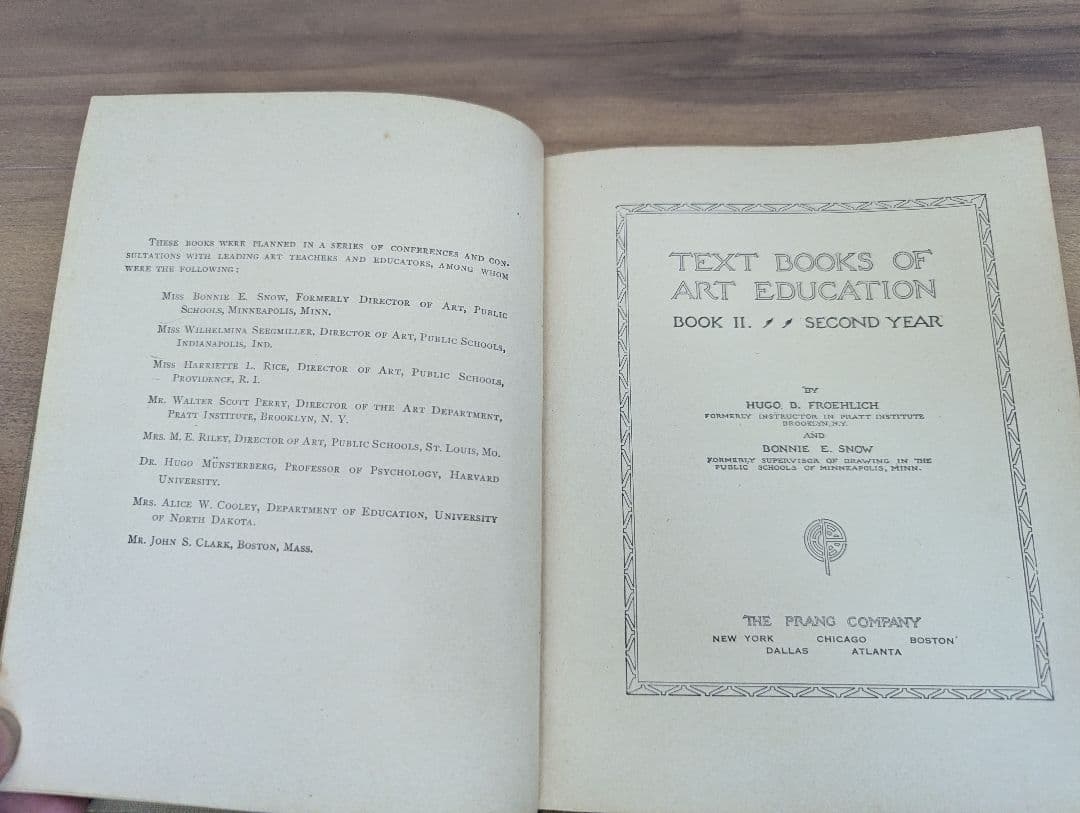 These books were planned in a series of conferences and con-
sultations with leading art teachers and educators, among whom
were the following:
Miss Bonnie E. Snow, Formerly Director of Art, Public
Schools, Minneapolis, Minn.
Miss Wilhelmina Seegmiller, Director of Art, Public Schools,
Indianapolis, Ind.
Miss Harriette L. Rice, Director of Art, Public Schools,
Providence, R. I.
Mr. Walter Scott Perry, Director of the Art Department,
Pratt Institute, Brooklyn, N. Y.
Mrs. M. E. Riley, Director of Art, Public Schools, St. Louis, Mo.
Dr. Hugo Münsterberg, Professor of Psychology, Harvard
University.
Mrs. Alice W. Cooley, Department of Education, University
of North Dakota.
Mr. John S. Clark, Boston, Mass.
TEXT BOOKS OF
ART EDUCATION
BOOK II. SECOND YEAR
BY
HUGO B. FROEHLICH
FORMERLY INSTRUCTOR IN PRATT INSTITUTE
BROOKLYN, N.Y.
AND
BONNIE E. SNOW
FORMERLY SUPERVISOR OF DRAWING IN THE
PUBLIC SCHOOLS OF MINNEAPOLIS, MINN.
THE PRANG COMPANY
NEW YORK CHICAGO BOSTON
DALLAS ATLANTA